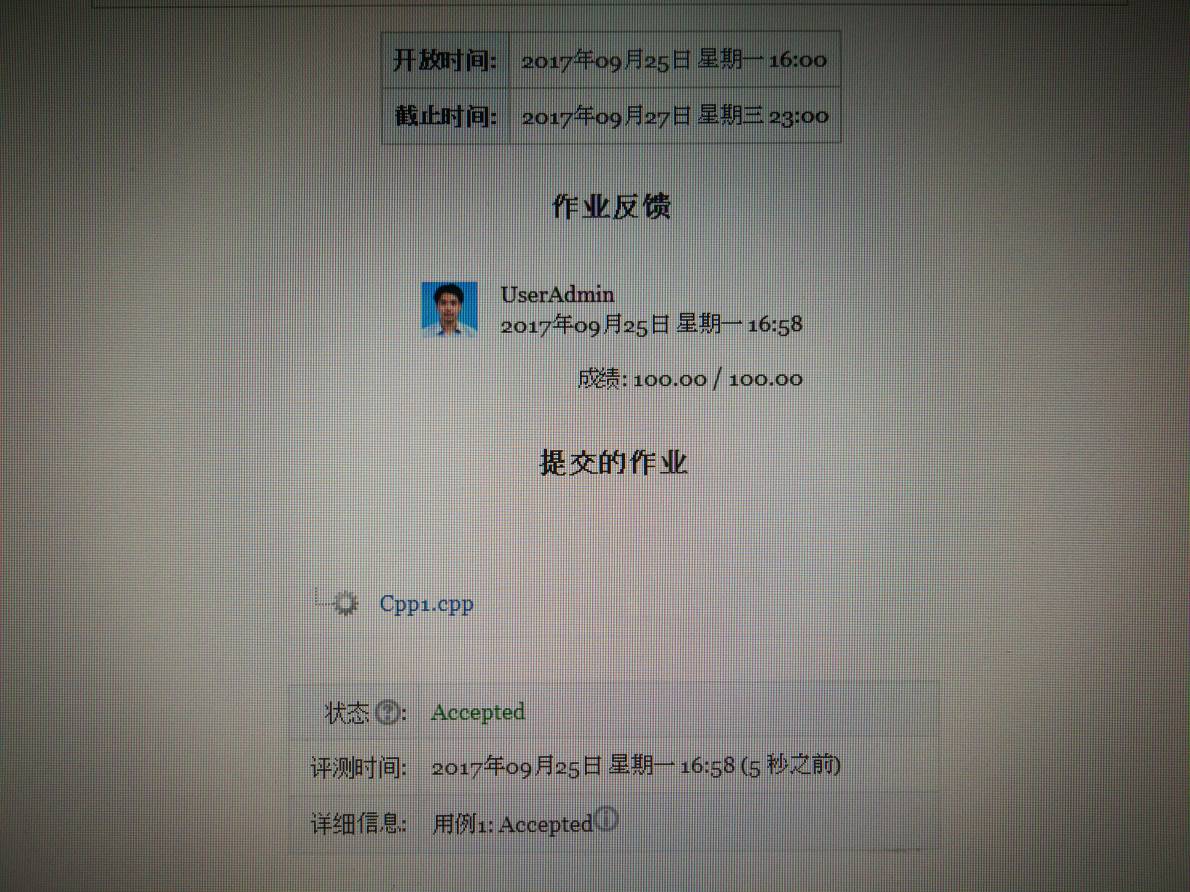 开放时间: 2017年09月25日 星期一 16:00
截止时间: 2017年09月27日 星期三 23:00
作业反馈
UserAdmin
2017年09月25日 星期一 16:58
成绩: 100.00 / 100.00
提交的作业
Cpp1.cpp
状态?: Accepted
评测时间: 2017年09月25日 星期一 16:58 (5 秒之前)
详细信息: 用例1: Accepted